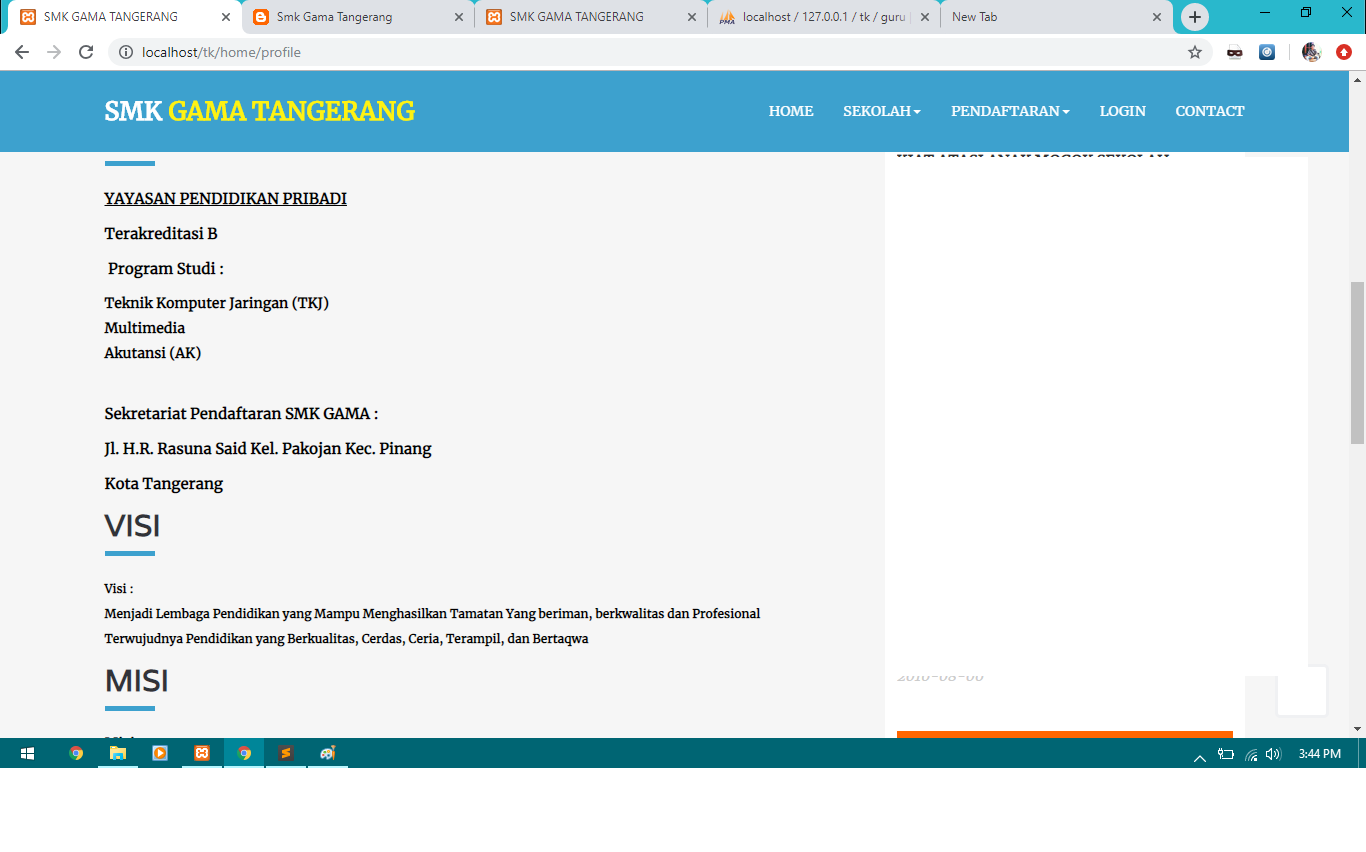 SMK GAMA TANGERANG
Smk Gama Tangerang
SMK GAMA TANGERANG
localhost / 127.0.0.1 / tk / guru
New Tab
localhost/tk/home/profile
SMK GAMA TANGERANG
HOME
SEKOLAH
PENDAFTARAN
LOGIN
CONTACT
YAYASAN PENDIDIKAN PRIBADI
Terakreditasi B
Program Studi :
Teknik Komputer Jaringan (TKJ)
Multimedia
Akutansi (AK)
Sekretariat Pendaftaran SMK GAMA :
Jl. H.R. Rasuna Said Kel. Pakojan Kec. Pinang
Kota Tangerang
VISI
Visi :
Menjadi Lembaga Pendidikan yang Mampu Menghasilkan Tamatan Yang beriman, berkwalitas dan Profesional
Terwujudnya Pendidikan yang Berkualitas, Cerdas, Ceria, Terampil, dan Bertaqwa
MISI
3:44 PM